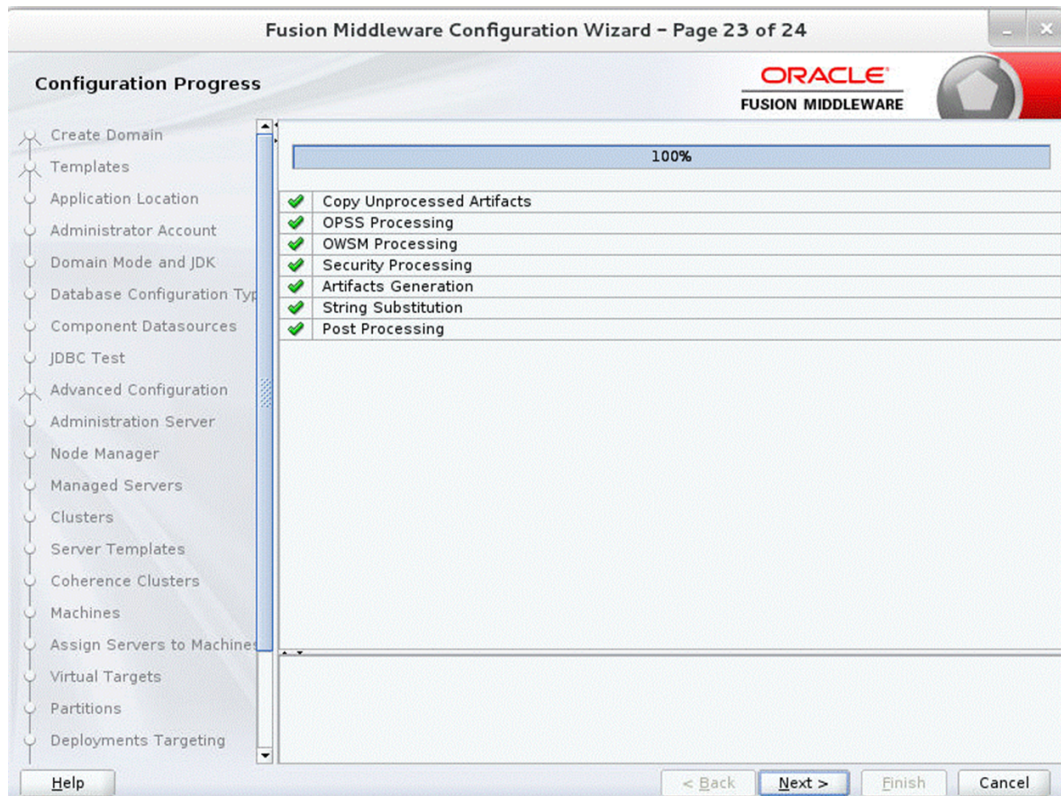 Fusion Middleware Configuration Wizard – Page 23 of 24
Configuration Progress
ORACLE
FUSION MIDDLEWARE
Create Domain
Templates
Application Location
Administrator Account
Domain Mode and JDK
Database Configuration Typ
Component Datasources
JDBC Test
Advanced Configuration
Administration Server
Node Manager
Managed Servers
Clusters
Server Templates
Coherence Clusters
Machines
Assign Servers to Machines
Virtual Targets
Partitions
Deployments Targeting
100%
Copy Unprocessed Artifacts
OPSS Processing
OWSM Processing
Security Processing
Artifacts Generation
String Substitution
Post Processing
Help
< Back
Next >
Finish
Cancel